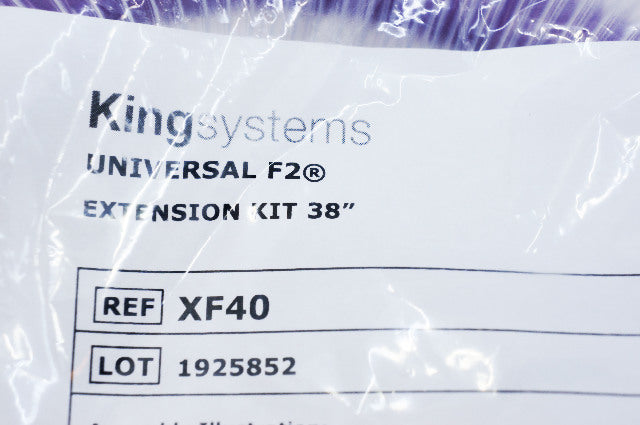 Kingsystems
UNIVERSAL F2®
EXTENSION KIT 38"
REF XF40
LOT 1925852